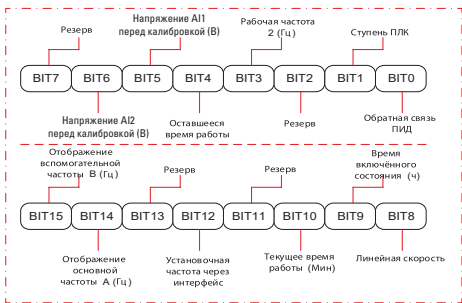 Напряжение AI1
перед калибровкой (В)
Рабочая частота
2 (Гц)
Резерв
Ступень ПЛК
BIT7 BIT6 BIT5 BIT4 BIT3 BIT2 BIT1 BIT0
Напряжение AI2
перед калибровкой (В)
Оставшееся
время работы
Резерв
Обратная связь
ПИД
Отображение
вспомогательной
частоты В (Гц)
Резерв
Резерв
Время
включённого
состояния (ч)
BIT15 BIT14 BIT13 BIT12 BIT11 BIT10 BIT9 BIT8
Отображение
основной
частоты А (Гц)
Установочная
частота через
интерфейс
Текущее время
работы (Мин)
Линейная скорость